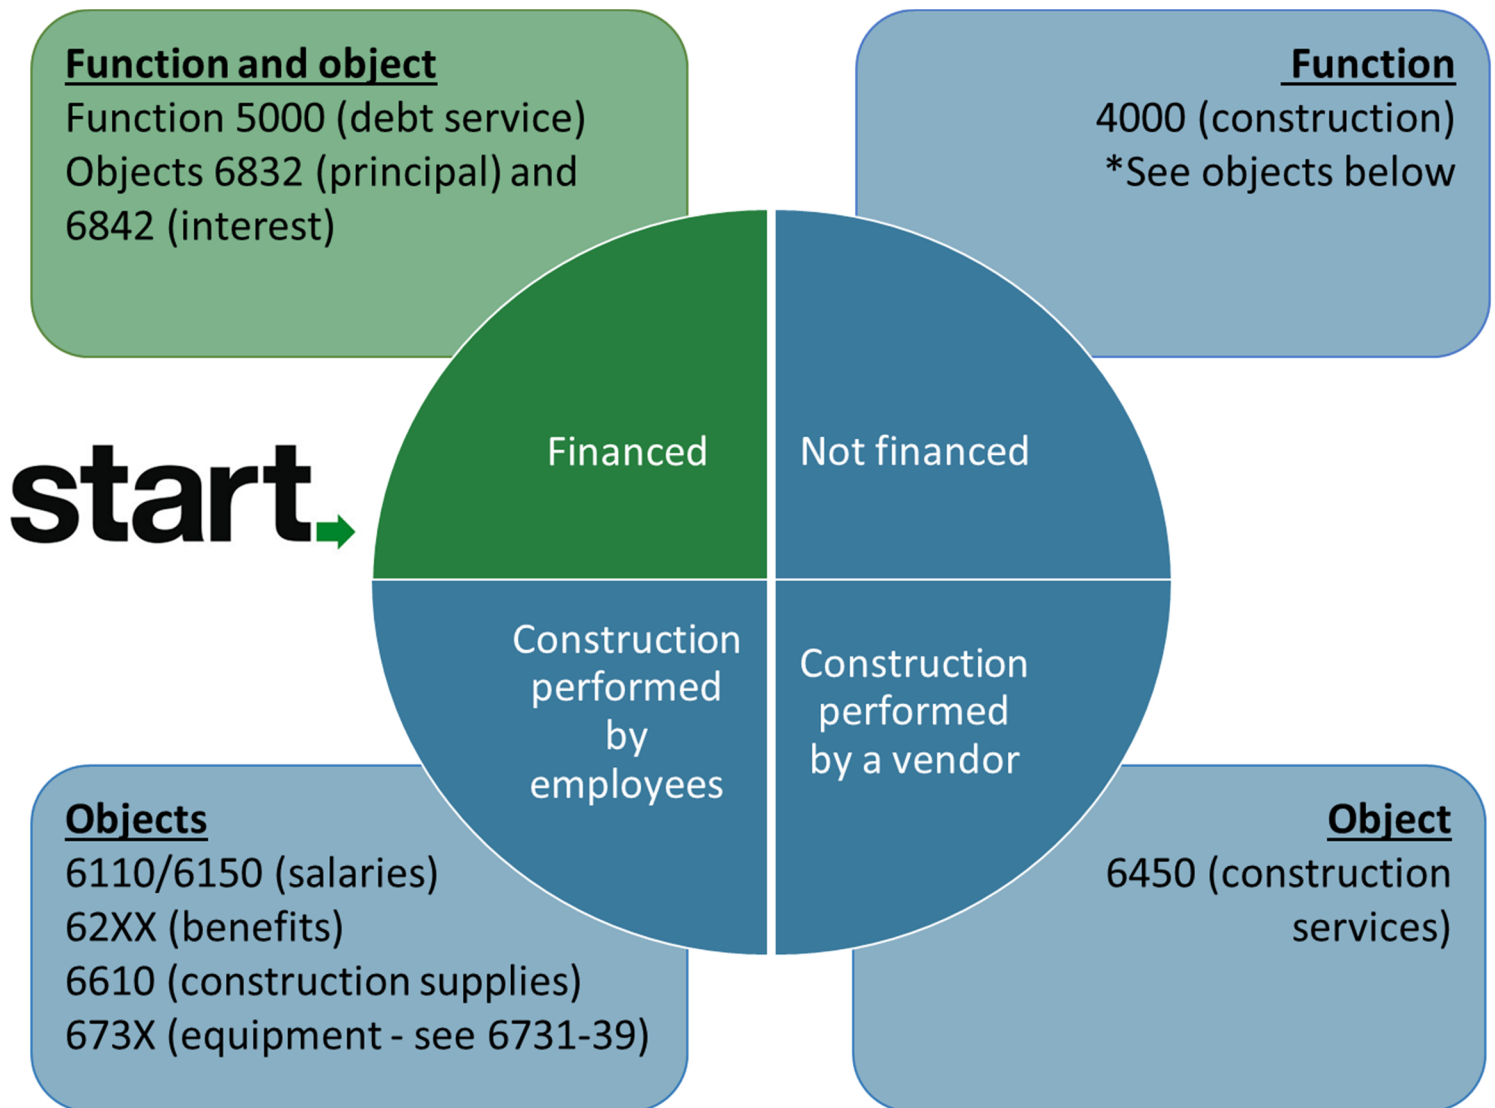 Function and object
Function 5000 (debt service)
Objects 6832 (principal) and
6842 (interest)
Function
4000 (construction)
*See objects below
start.
Financed
Not financed
Construction
performed
by
employees
Construction
performed
by a vendor
Objects
6110/6150 (salaries)
62XX (benefits)
6610 (construction supplies)
673X (equipment - see 6731-39)
Object
6450 (construction
services)